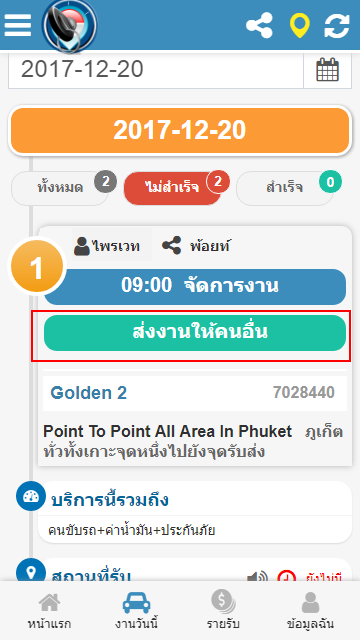 2017-12-20
2017-12-20
ทั้งหมด 2
ไม่สำเร็จ 2
สำเร็จ 0
1
ไพรเวท พ้อยท์
09:00 จัดการงาน
ส่งงานให้คนอื่น
Golden 2 7028440
Point To Point All Area In Phuket ภูเก็ต
ทั่วทั้งเกาะจุดหนึ่งไปยังจุดรับส่ง
บริการนี้รวมถึง
คนขับรถ+ค่าน้ำมัน+ประกันภัย
สถานที่รับ ยังไม่มี
หน้าแรก งานวันนี้ รายรับ ข้อมูลฉัน